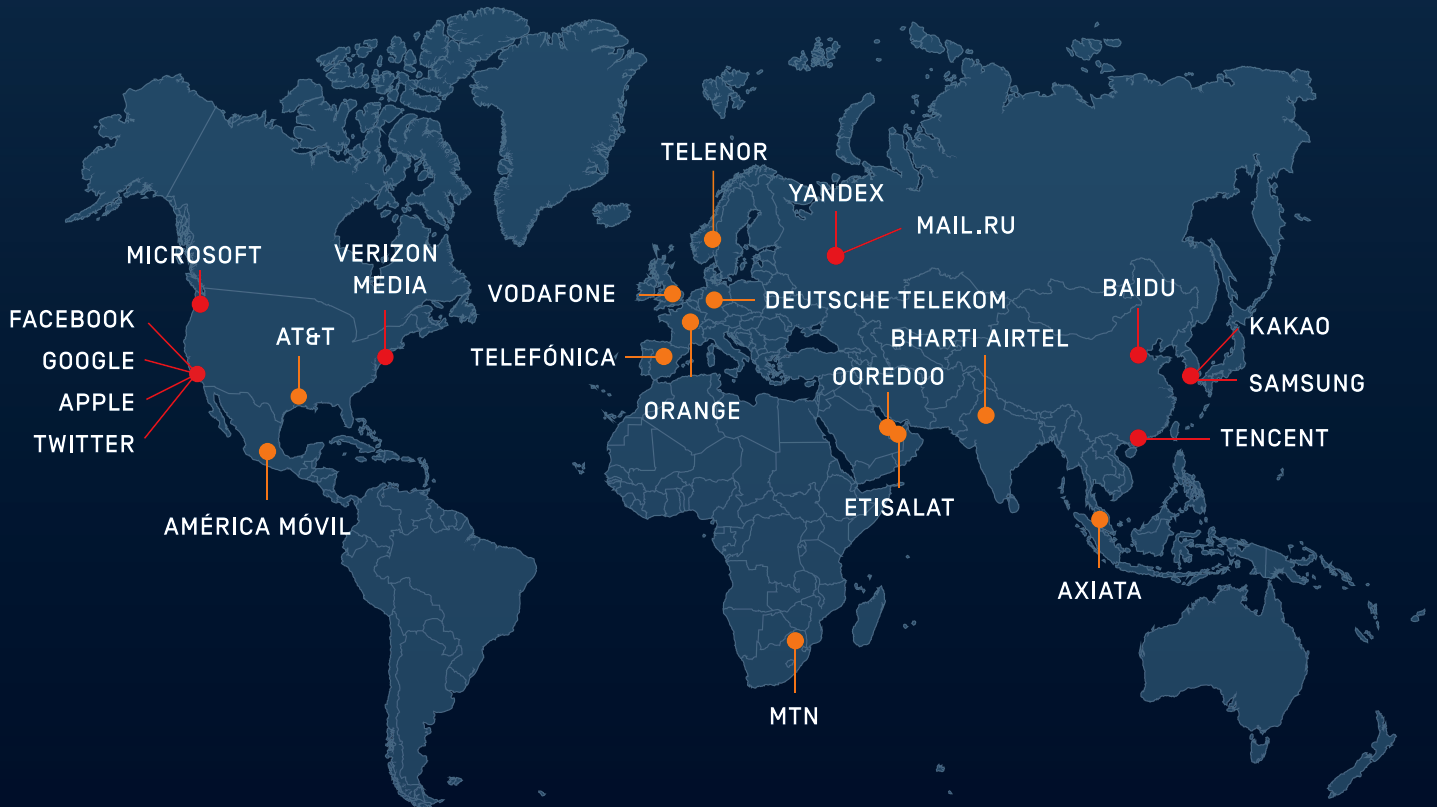 TELENOR
YANDEX
MAIL.RU
MICROSOFT
VERIZON
MEDIA
VODAFONE
DEUTSCHE TELEKOM
BAIDU
FACEBOOK
GOOGLE
APPLE
TWITTER
AT&T
TELEFÓNICA
BHARTI AIRTEL
KAKAO
OOREDOO
SAMSUNG
ORANGE
TENCENT
ETISALAT
AMÉRICA MÓVIL
AXIATA
MTN